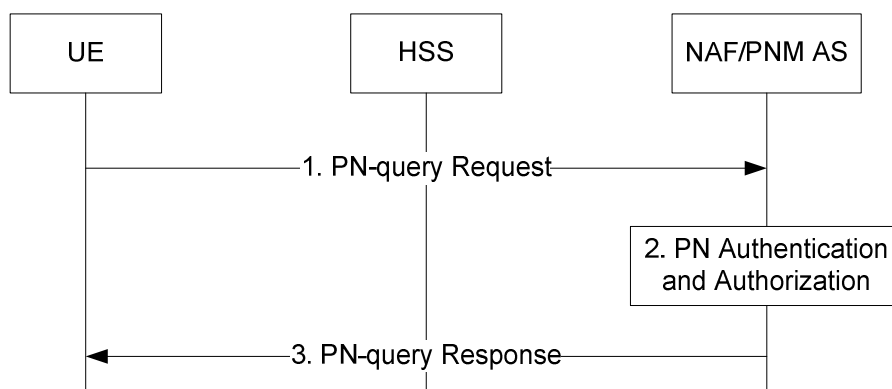 UE
HSS
NAF/PNM AS
1. PN-query Request
2. PN Authentication
and Authorization
3. PN-query Response